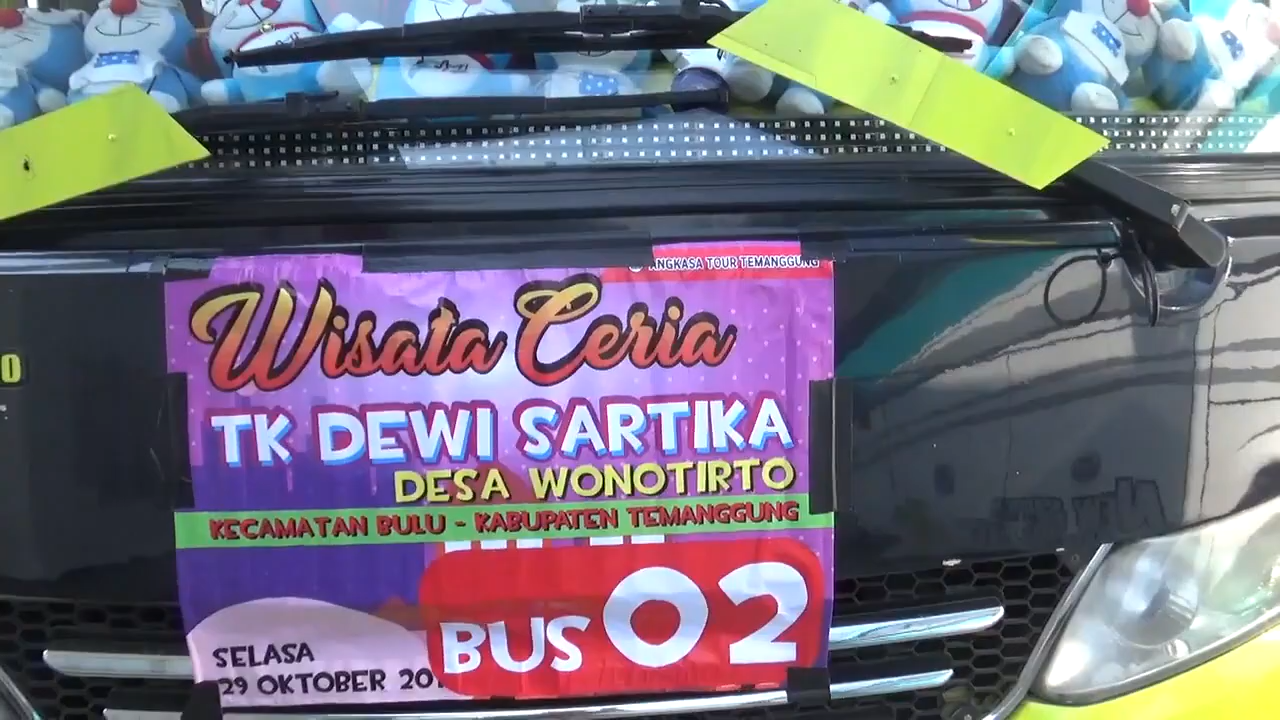 ANGKASA TOUR TEMANGGUNG
Wisata Ceria
TK DEWI SARTIKA
DESA WONOTIRTO
KECAMATAN BULU - KABUPATEN TEMANGGUNG
BUS 02
SELASA
29 OKTOBER